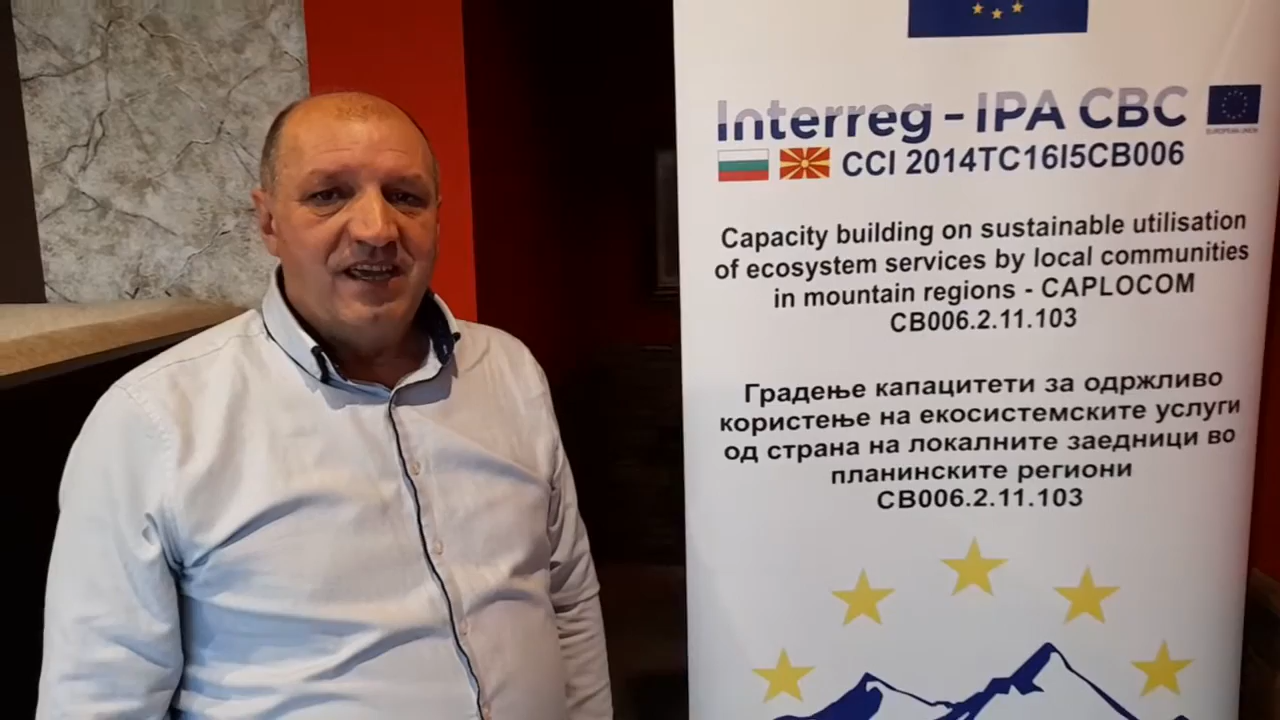 Interreg - IPA CBC
EUROPEAN UNION
CCI 2014TC16I5CB006
Capacity building on sustainable utilisation
of ecosystem services by local communities
in mountain regions - CAPLOCOM
CB006.2.11.103
Градење капацитети за одржливо
користење на екосистемските услуги
од страна на локалните заедници во
планинските региони
CB006.2.11.103